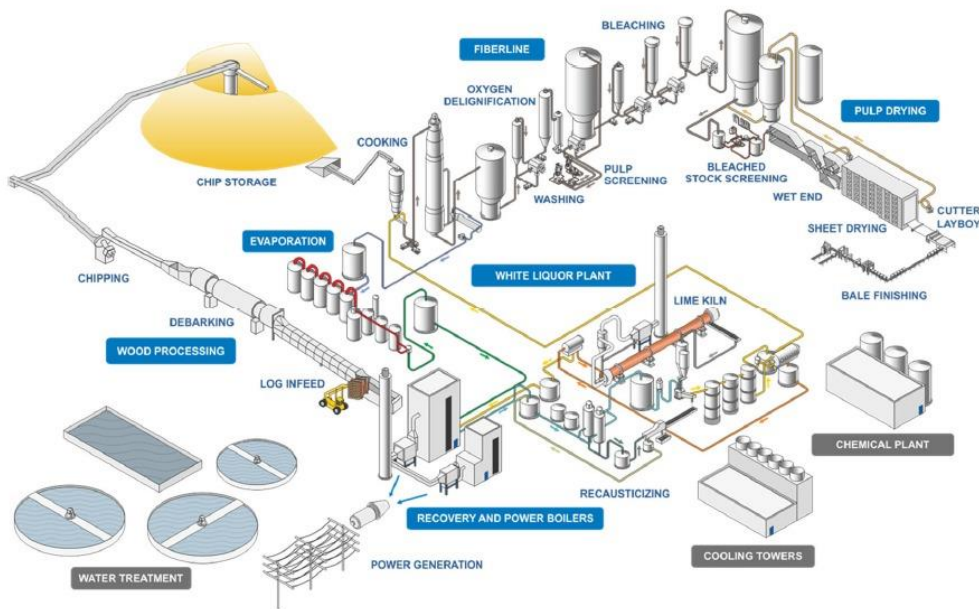 BLEACHING
FIBERLINE
OXYGEN
DELIGNIFICATION
PULP DRYING
COOKING
CHIP STORAGE
PULP
SCREENING
BLEACHED
STOCK SCREENING
WASHING
WET END
CUTTER
LAYBOY
SHEET DRYING
EVAPORATION
CHIPPING
WHITE LIQUOR PLANT
BALE FINISHING
LIME KILN
DEBARKING
WOOD PROCESSING
LOG INFEED
CHEMICAL PLANT
RECAUSTICIZING
RECOVERY AND POWER BOILERS
COOLING TOWERS
POWER GENERATION
WATER TREATMENT